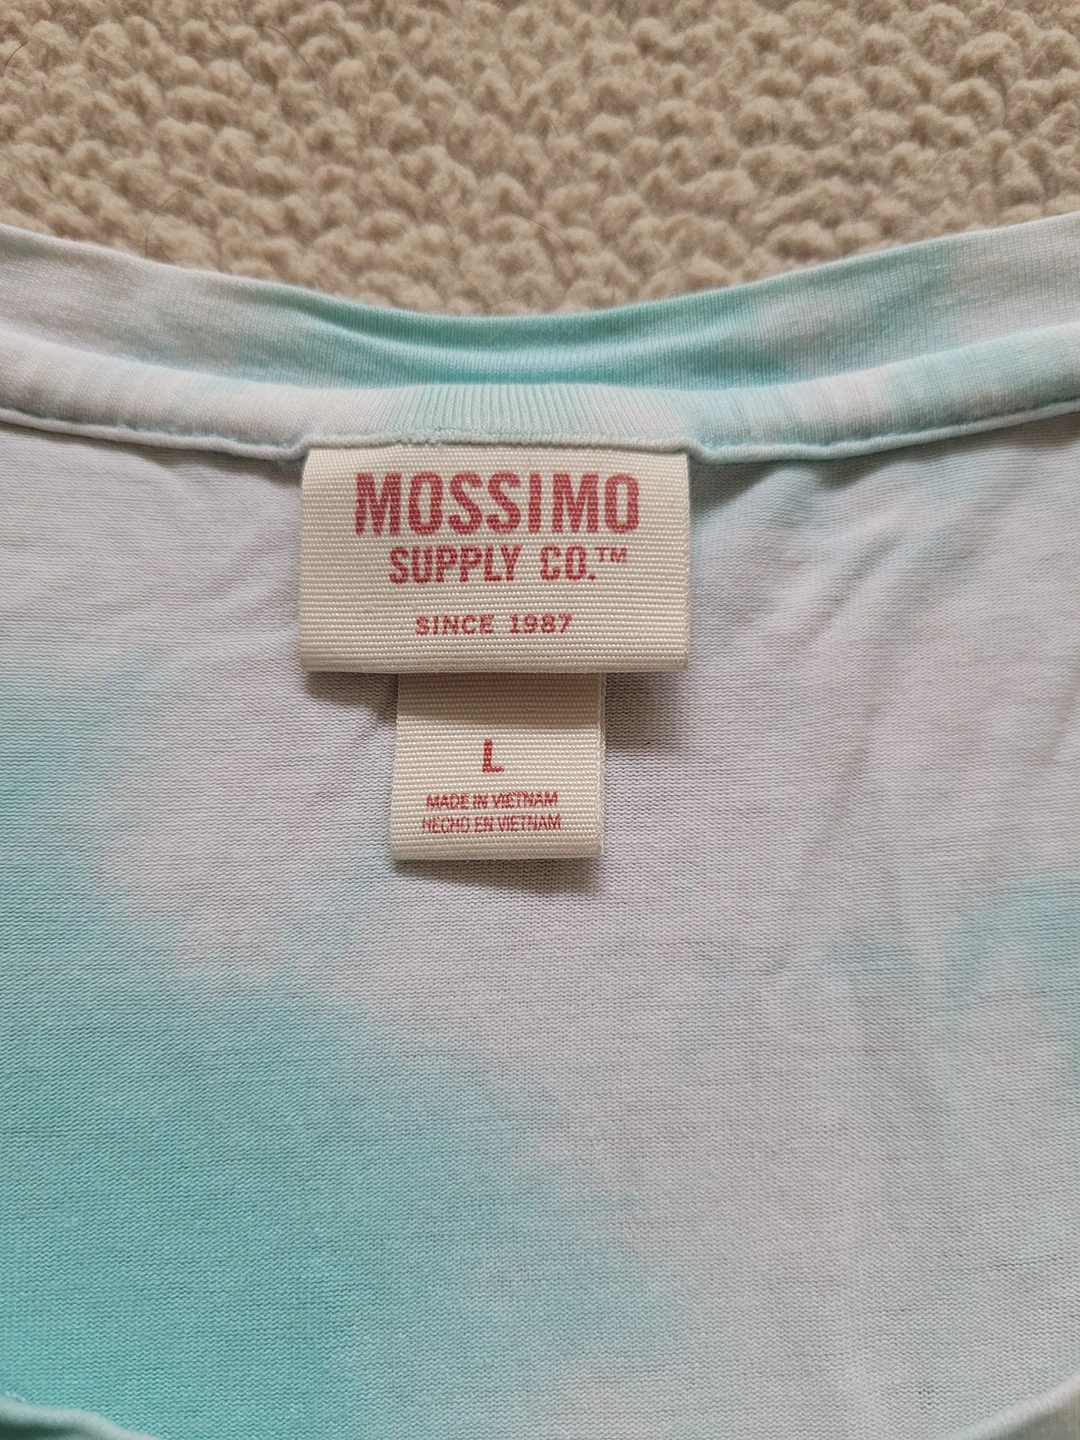 MOSSIMO
SUPPLY CO.™
SINCE 1987
L
MADE IN VIETNAM
HECHO EN VIETNAM